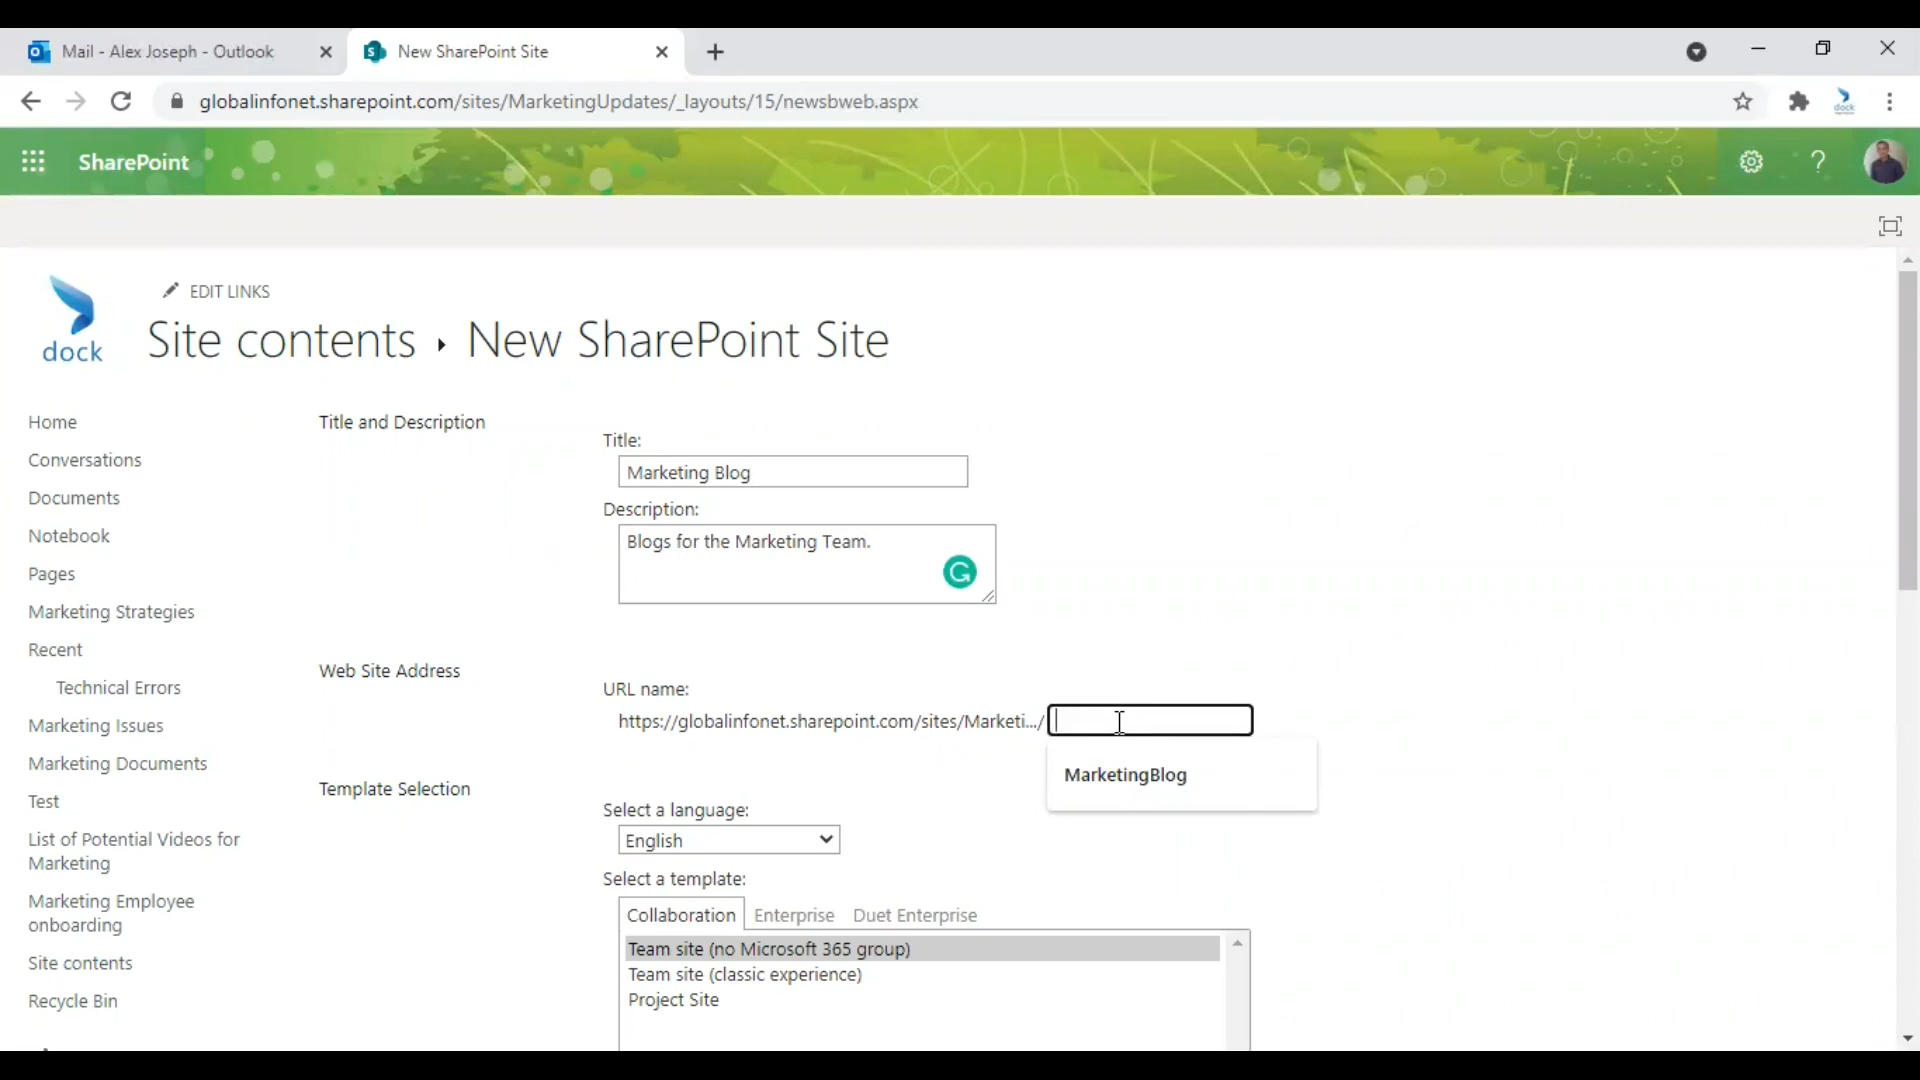 Mail - Alex Joseph - Outlook
New SharePoint Site
globalinfonet.sharepoint.com/sites/MarketingUpdates/_layouts/15/newsbweb.aspx
dock
SharePoint
?
EDIT LINKS
dock
Site contents ▸ New SharePoint Site
Home
Conversations
Documents
Notebook
Pages
Marketing Strategies
Recent
Technical Errors
Marketing Issues
Marketing Documents
Test
List of Potential Videos for
Marketing
Marketing Employee
onboarding
Site contents
Recycle Bin
Title and Description
Title:
Marketing Blog
Description:
Blogs for the Marketing Team.
Web Site Address
URL name:
https://globalinfonet.sharepoint.com/sites/Marketi.../
MarketingBlog
Template Selection
Select a language:
English
Select a template:
Collaboration Enterprise Duet Enterprise
Team site (no Microsoft 365 group)
Team site (classic experience)
Project Site